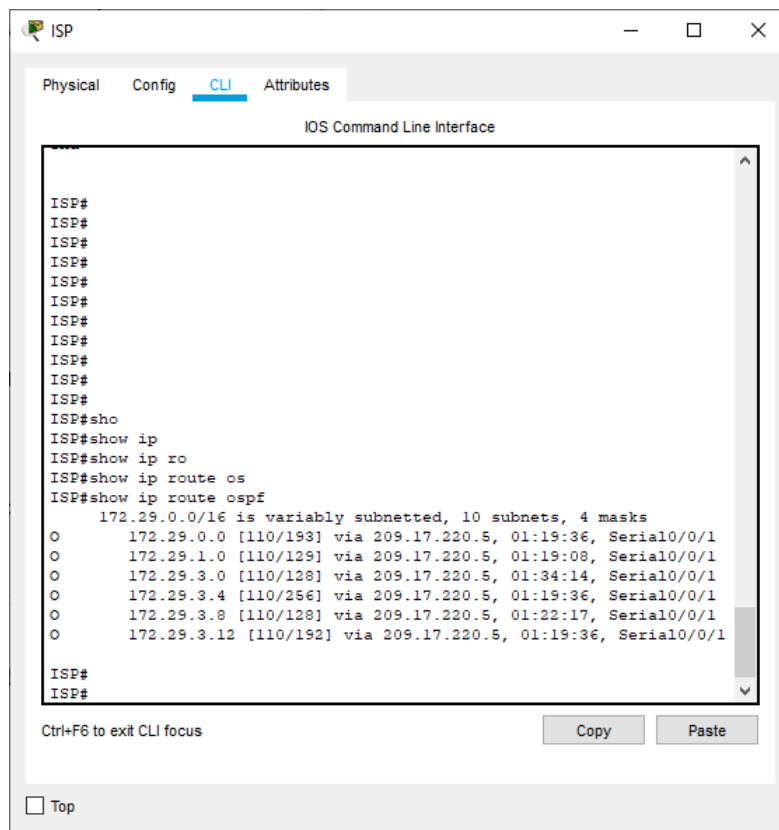 ISP
Physical Config CLI Attributes
IOS Command Line Interface
ISP#
ISP#
ISP#
ISP#
ISP#
ISP#
ISP#
ISP#
ISP#
ISP#
ISP#
ISP#sho
ISP#show ip
ISP#show ip ro
ISP#show ip route os
ISP#show ip route ospf
172.29.0.0/16 is variably subnetted, 10 subnets, 4 masks
O 172.29.0.0 [110/193] via 209.17.220.5, 01:19:36, Serial0/0/1
O 172.29.1.0 [110/129] via 209.17.220.5, 01:19:08, Serial0/0/1
O 172.29.3.0 [110/128] via 209.17.220.5, 01:34:14, Serial0/0/1
O 172.29.3.4 [110/256] via 209.17.220.5, 01:19:36, Serial0/0/1
O 172.29.3.8 [110/128] via 209.17.220.5, 01:22:17, Serial0/0/1
O 172.29.3.12 [110/192] via 209.17.220.5, 01:19:36, Serial0/0/1
ISP#
ISP#
Ctrl+F6 to exit CLI focus
Copy Paste
Top